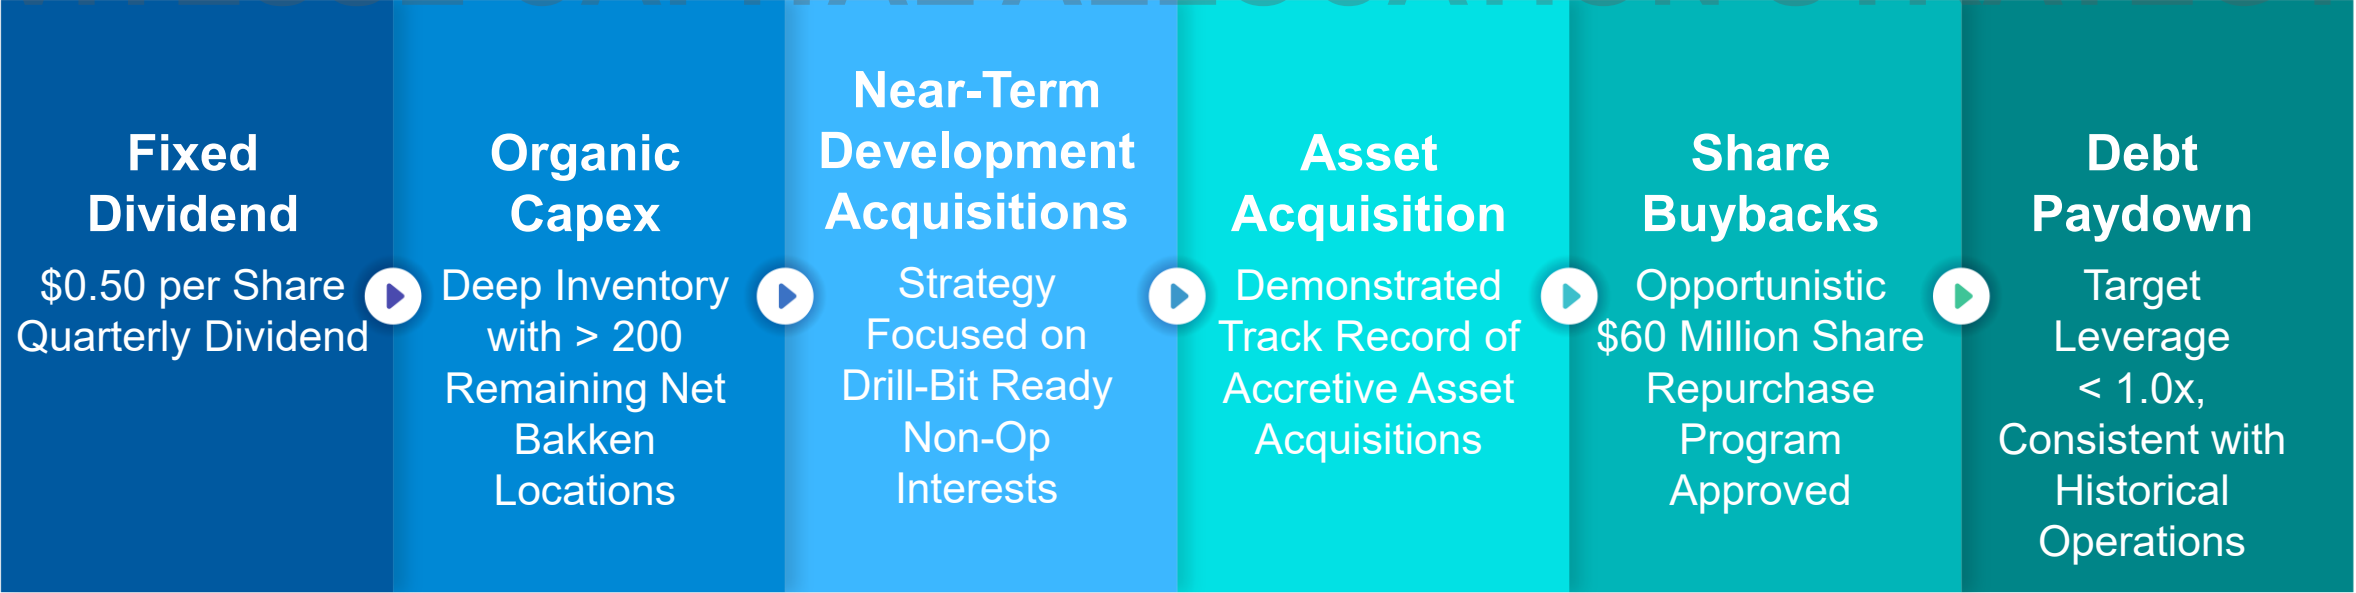 Fixed
Dividend
$0.50 per Share
Quarterly Dividend
Organic
Capex
Deep Inventory
with > 200
Remaining Net
Bakken
Locations
Near-Term
Development
Acquisitions
Strategy
Focused on
Drill-Bit Ready
Non-Op
Interests
Asset
Acquisition
Demonstrated
Track Record of
Accretive Asset
Acquisitions
Share
Buybacks
Opportunistic
$60 Million Share
Repurchase
Program
Approved
Debt
Paydown
Target
Leverage
< 1.0x,
Consistent with
Historical
Operations